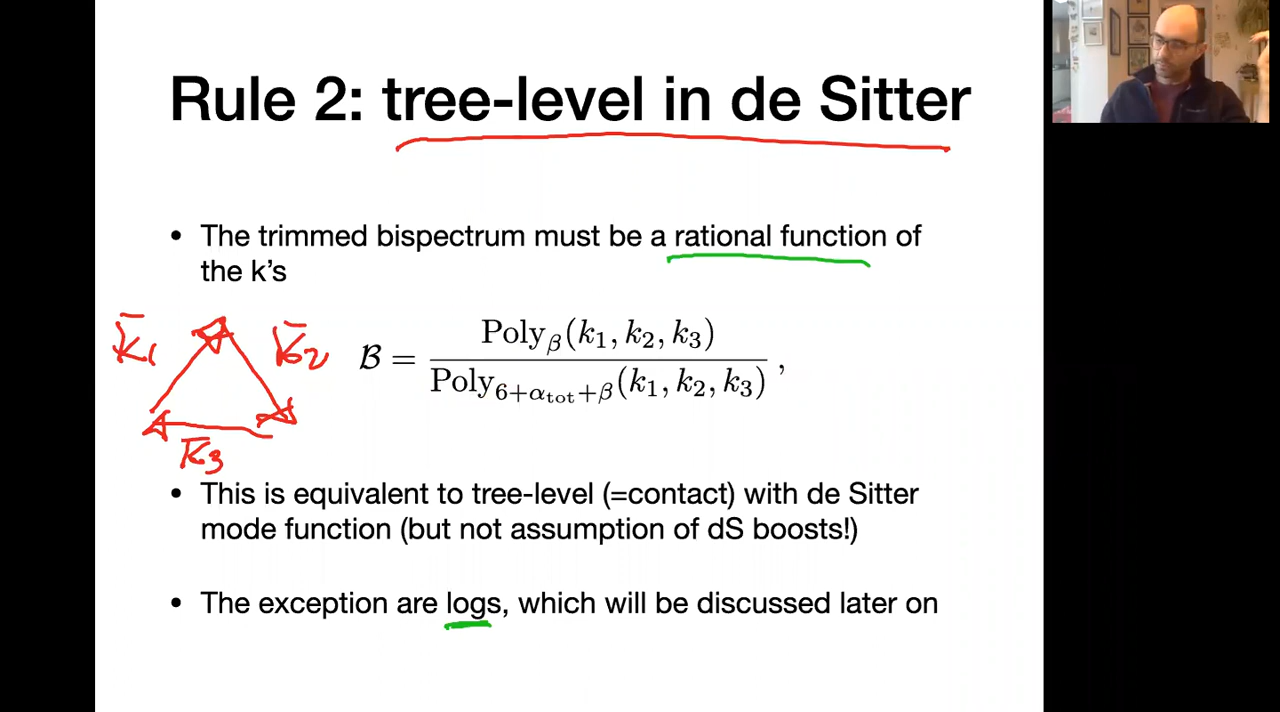 Rule 2: tree-level in de Sitter
• The trimmed bispectrum must be a rational function of
the k's
k̄1
k̄2
k̄3
ℬ = Poly_β(k₁, k₂, k₃) / Poly_{6+α_tot+β}(k₁, k₂, k₃) ,
• This is equivalent to tree-level (=contact) with de Sitter
mode function (but not assumption of dS boosts!)
• The exception are logs, which will be discussed later on